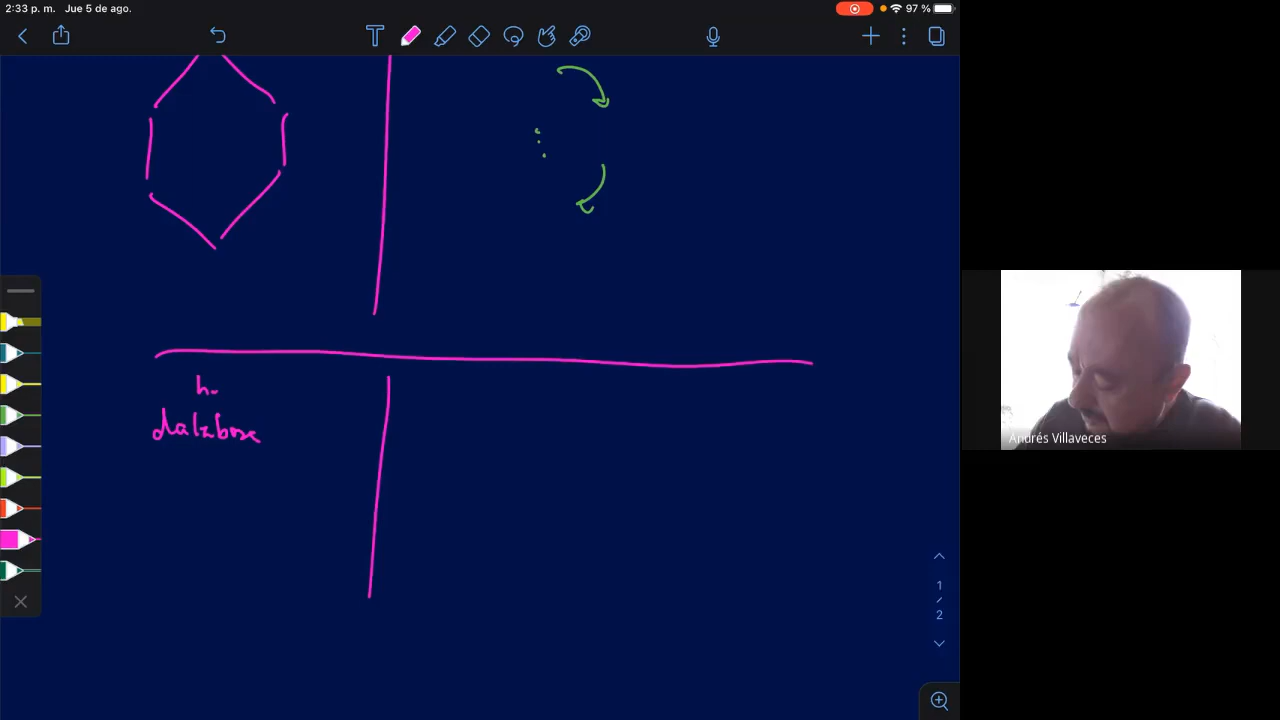 2:33 p. m. Jue 5 de ago.
97 %
T
h-
database
Andrés Villaveces
1
/
2